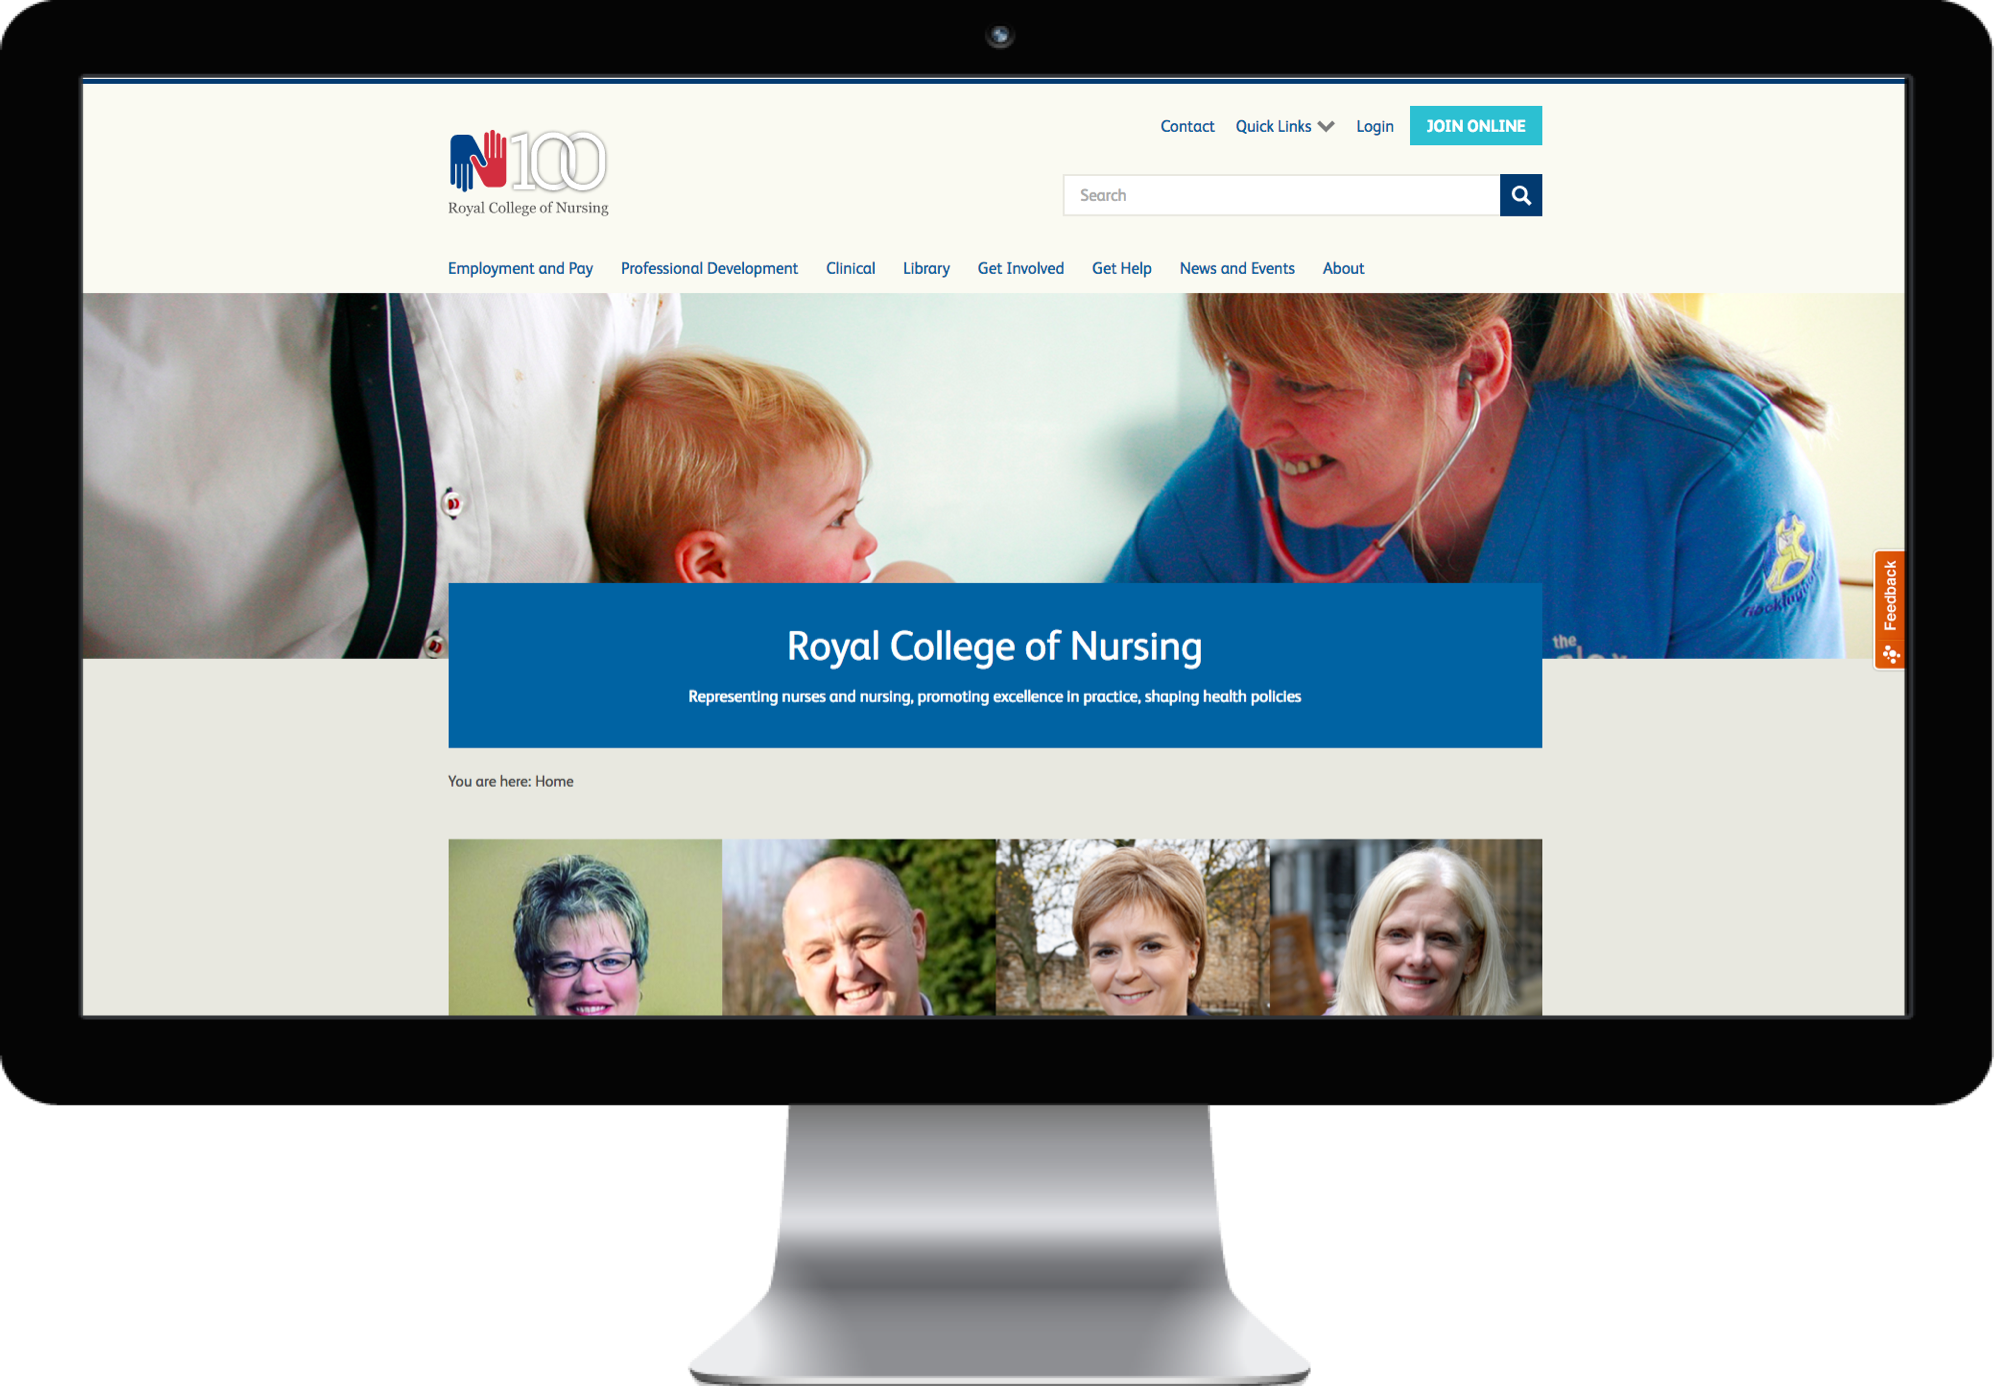 Contact Quick Links Login JOIN ONLINE
100
Royal College of Nursing
Search
Employment and Pay Professional Development Clinical Library Get Involved Get Help News and Events About
the
Feedback
Royal College of Nursing
Representing nurses and nursing, promoting excellence in practice, shaping health policies
You are here: Home